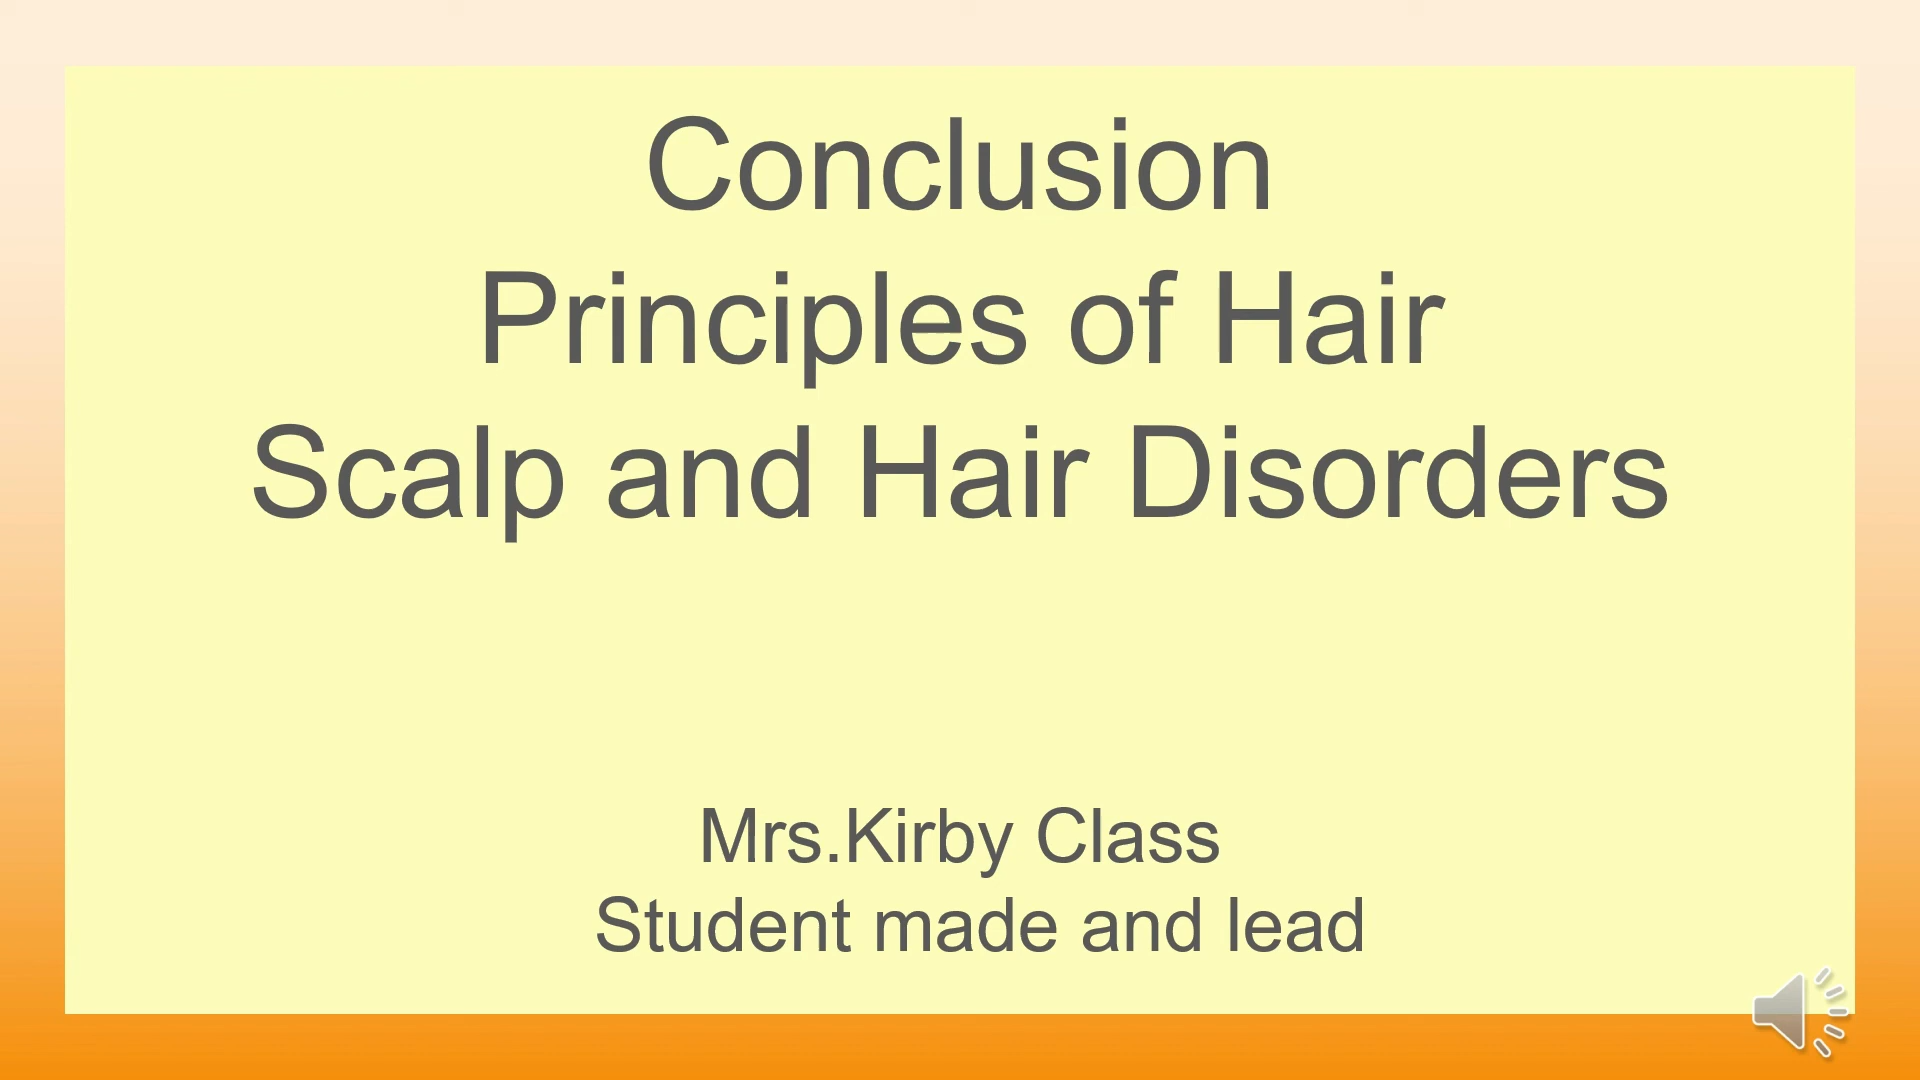 Conclusion
Principles of Hair
Scalp and Hair Disorders
Mrs.Kirby Class
Student made and lead